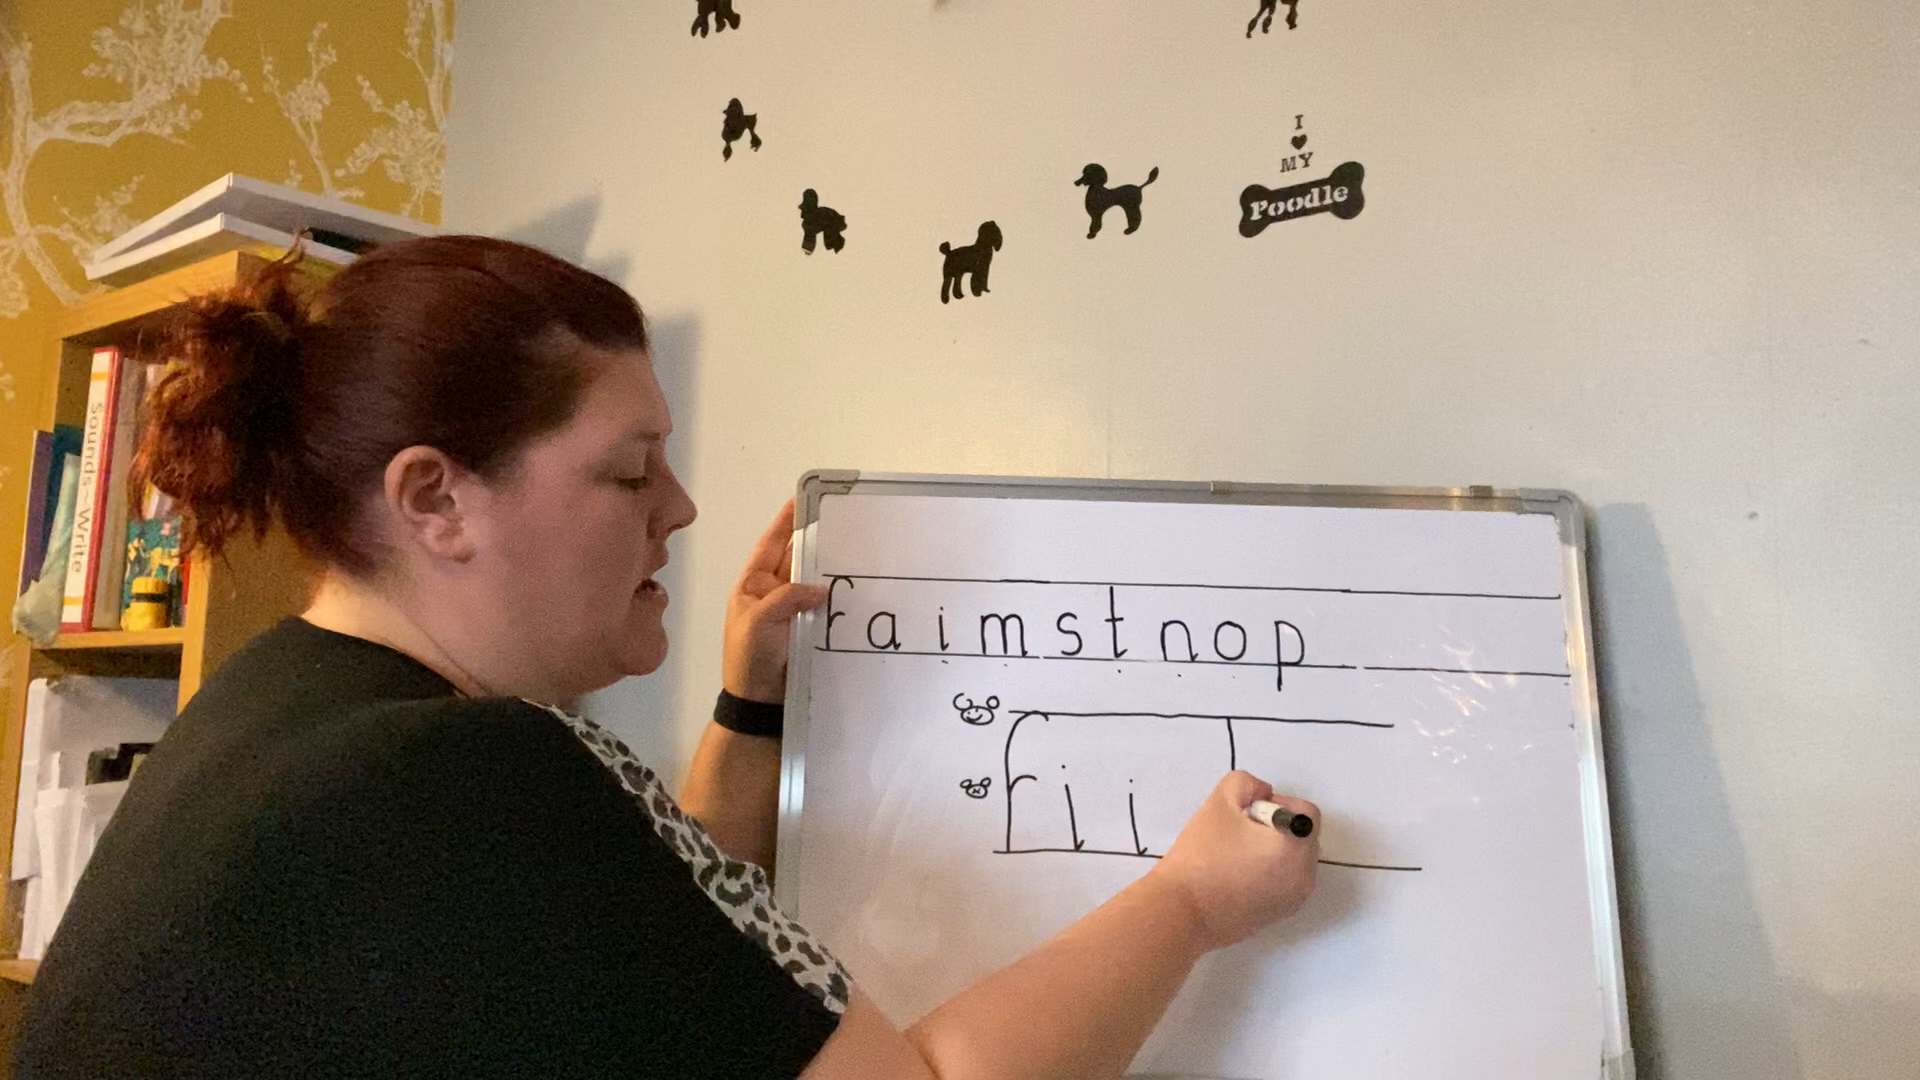 I
MY
Poodle
Sounds~Write
f a i m s t n o p
f i i